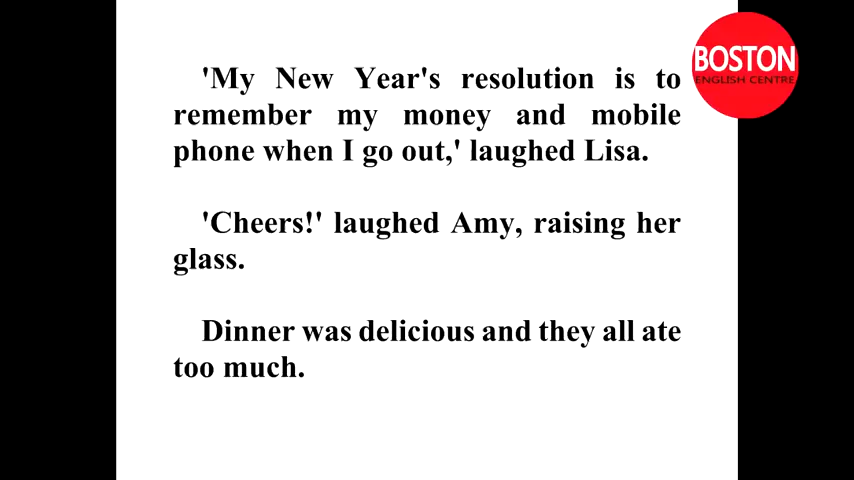 'My New Year's resolution is to
remember my money and mobile
phone when I go out,' laughed Lisa.
'Cheers!' laughed Amy, raising her
glass.
Dinner was delicious and they all ate
too much.
BOSTON
ENGLISH CENTRE